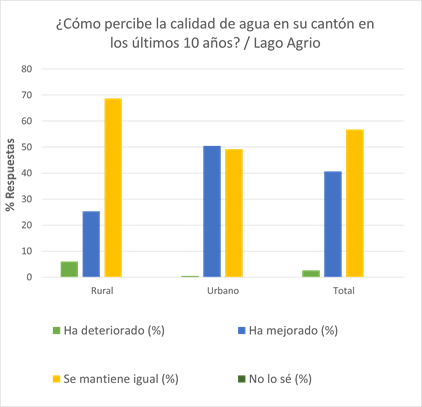 ¿Cómo percibe la calidad de agua en su cantón en
los últimos 10 años? / Lago Agrio
80
70
60
50
40
30
20
10
0
% Respuestas
Rural Urbano Total
Ha deteriorado (%) Ha mejorado (%)
Se mantiene igual (%) No lo sé (%)